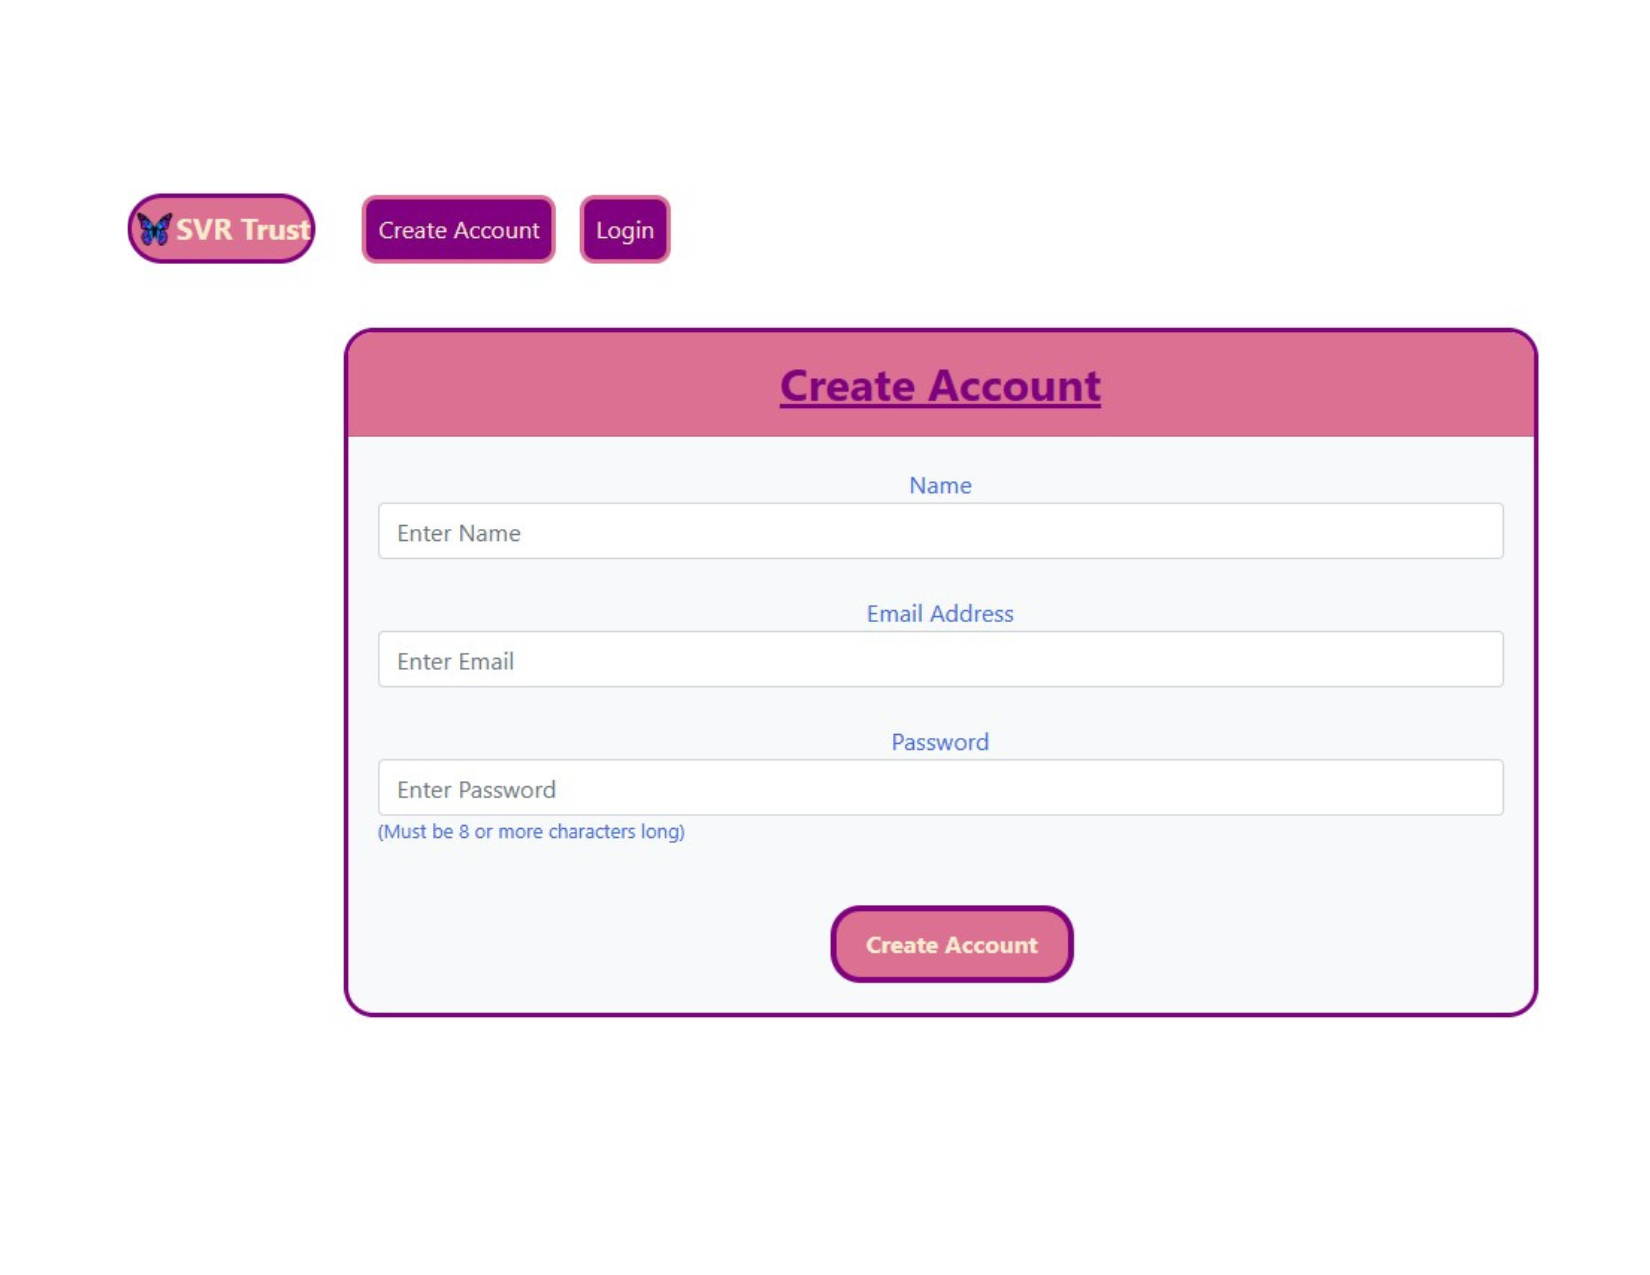 SVR Trust
Create Account
Login
Create Account
Name
Enter Name
Email Address
Enter Email
Password
Enter Password
(Must be 8 or more characters long)
Create Account